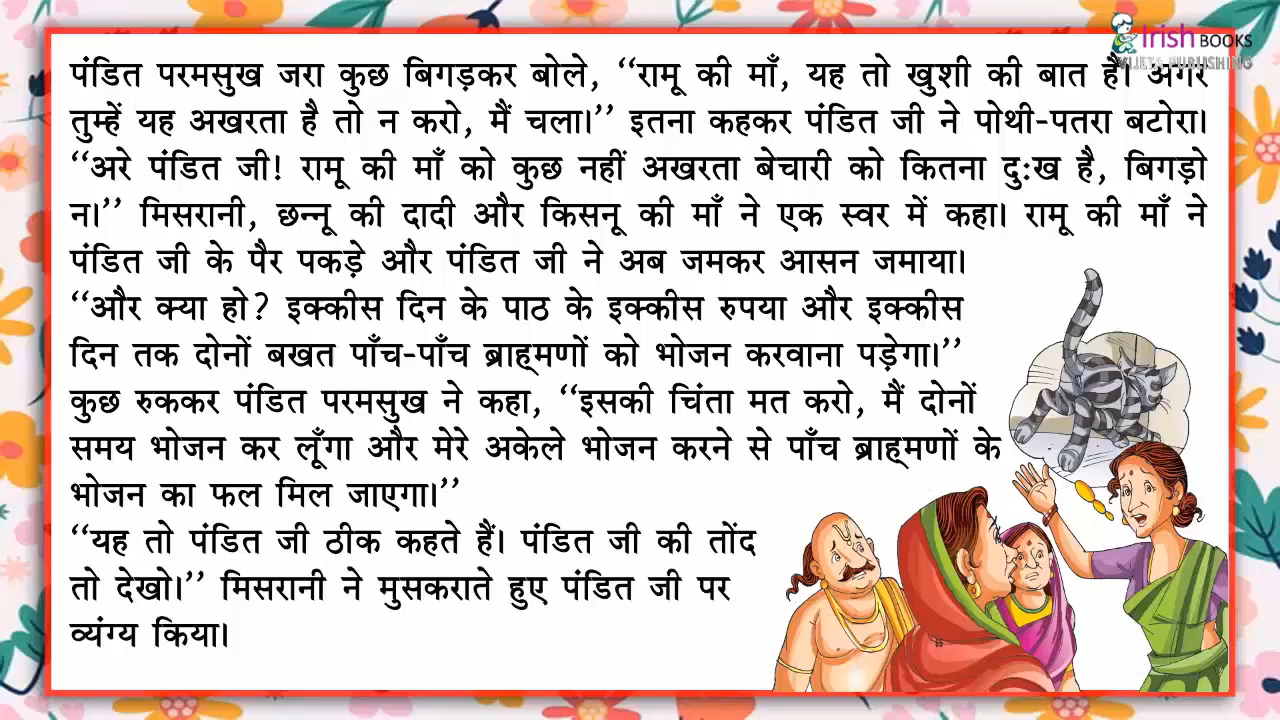 Irish BOOKS
VIJETA PUBLISHING
पंडित परमसुख जरा कुछ बिगड़कर बोले, ‘‘रामू की माँ, यह तो खुशी की बात है। अगर
तुम्हें यह अखरता है तो न करो, मैं चला।’’ इतना कहकर पंडित जी ने पोथी-पतरा बटोरा।
‘‘अरे पंडित जी! रामू की माँ को कुछ नहीं अखरता बेचारी को कितना दुःख है, बिगड़ो
न।’’ मिसरानी, छन्नू की दादी और किसनू की माँ ने एक स्वर में कहा। रामू की माँ ने
पंडित जी के पैर पकड़े और पंडित जी ने अब जमकर आसन जमाया।
‘‘और क्या हो? इक्कीस दिन के पाठ के इक्कीस रुपया और इक्कीस
दिन तक दोनों बखत पाँच-पाँच ब्राह्मणों को भोजन करवाना पड़ेगा।’’
कुछ रुककर पंडित परमसुख ने कहा, ‘‘इसकी चिंता मत करो, मैं दोनों
समय भोजन कर लूँगा और मेरे अकेले भोजन करने से पाँच ब्राह्मणों के
भोजन का फल मिल जाएगा।’’
‘‘यह तो पंडित जी ठीक कहते हैं। पंडित जी की तोंद
तो देखो।’’ मिसरानी ने मुसकराते हुए पंडित जी पर
व्यंग्य किया।